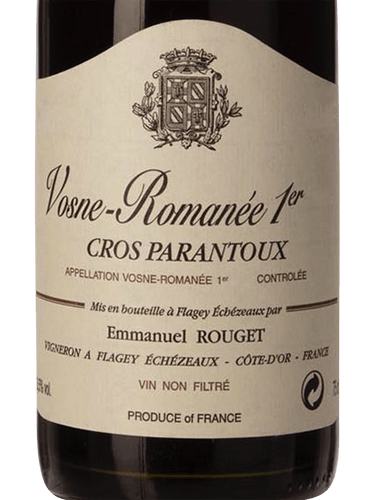 Vosne-Romanée 1er
CROS PARANTOUX
APPELLATION VOSNE-ROMANÉE 1er CONTROLÉE
Mis en bouteille à Flagey Échézeaux par
Emmanuel ROUGET
VIGNERON A FLAGEY ÉCHÉZEAUX - CÔTE-D'OR - FRANCE
VIN NON FILTRÉ
vol.
PRODUCE of FRANCE